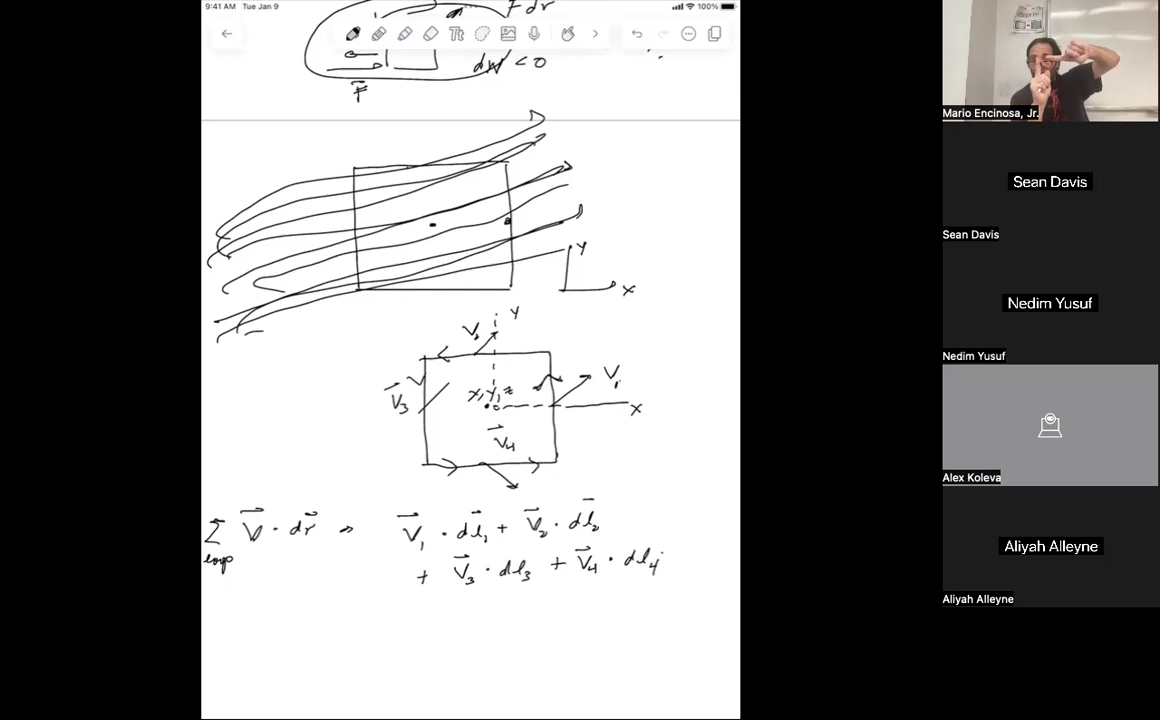 9:41 AM Tue Jan 9
100%
F dr
dW < 0
F
Y
X
Y
V2
V1
V3
x, y, z
X
V4
Σ V · dr ⇒ V1 · dl1 + V2 · dl2
loop
+ V3 · dl3 + V4 · dl4
Mario Encinosa, Jr.
Sean Davis
Sean Davis
Nedim Yusuf
Nedim Yusuf
Alex Koleva
Aliyah Alleyne
Aliyah Alleyne